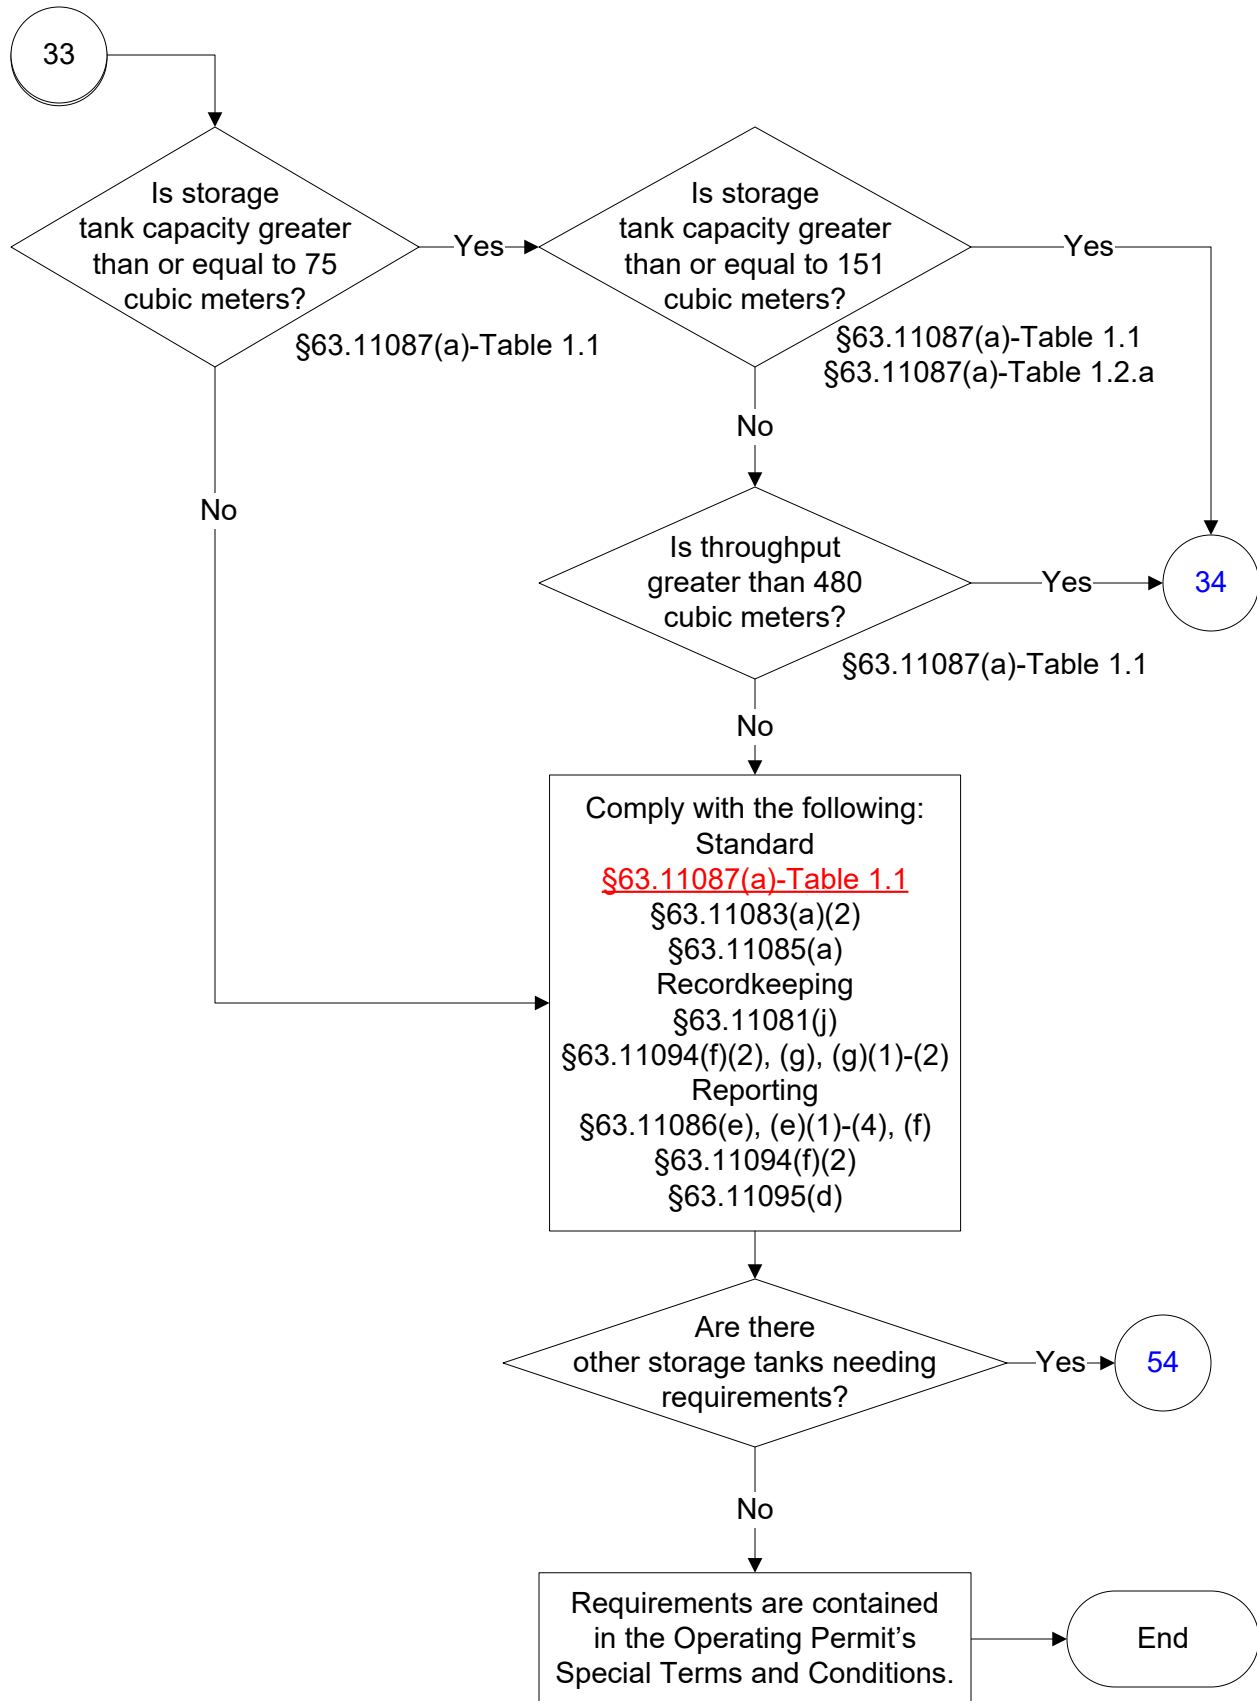 33
Is storage
tank capacity greater
than or equal to 75
cubic meters?
Yes
§63.11087(a)-Table 1.1
Is storage
tank capacity greater
than or equal to 151
cubic meters?
Yes
§63.11087(a)-Table 1.1
§63.11087(a)-Table 1.2.a
No
No
Is throughput
greater than 480
cubic meters?
Yes
34
§63.11087(a)-Table 1.1
No
Comply with the following:
Standard
§63.11087(a)-Table 1.1
§63.11083(a)(2)
§63.11085(a)
Recordkeeping
§63.11081(j)
§63.11094(f)(2), (g), (g)(1)-(2)
Reporting
§63.11086(e), (e)(1)-(4), (f)
§63.11094(f)(2)
§63.11095(d)
Are there
other storage tanks needing
requirements?
Yes
54
No
Requirements are contained
in the Operating Permit’s
Special Terms and Conditions.
End